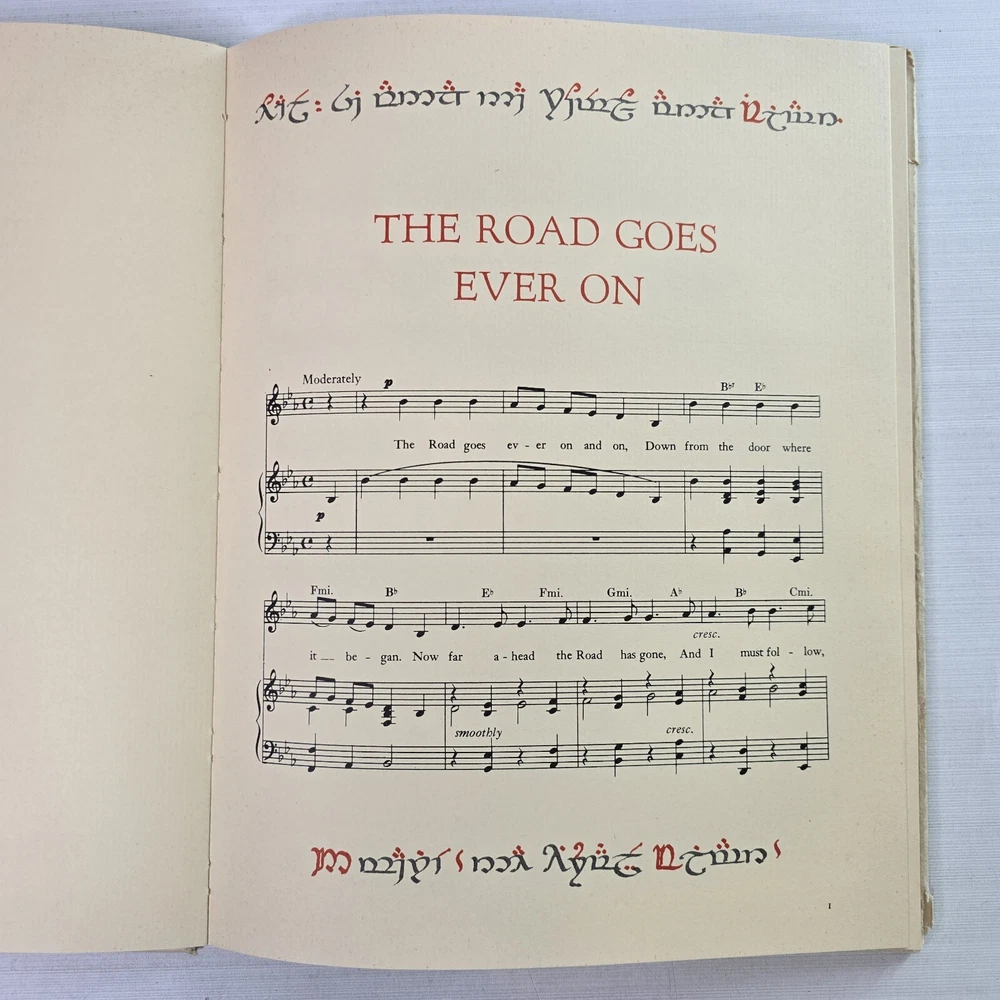 THE ROAD GOES
EVER ON
Moderately p
B♭7 E♭
The Road goes ev - er on and on, Down from the door where
p
Fmi. B♭ E♭ Fmi. Gmi. A♭ B♭ Cmi.
cresc.
it be - gan. Now far a - head the Road has gone, And I must fol - low,
smoothly cresc.
1